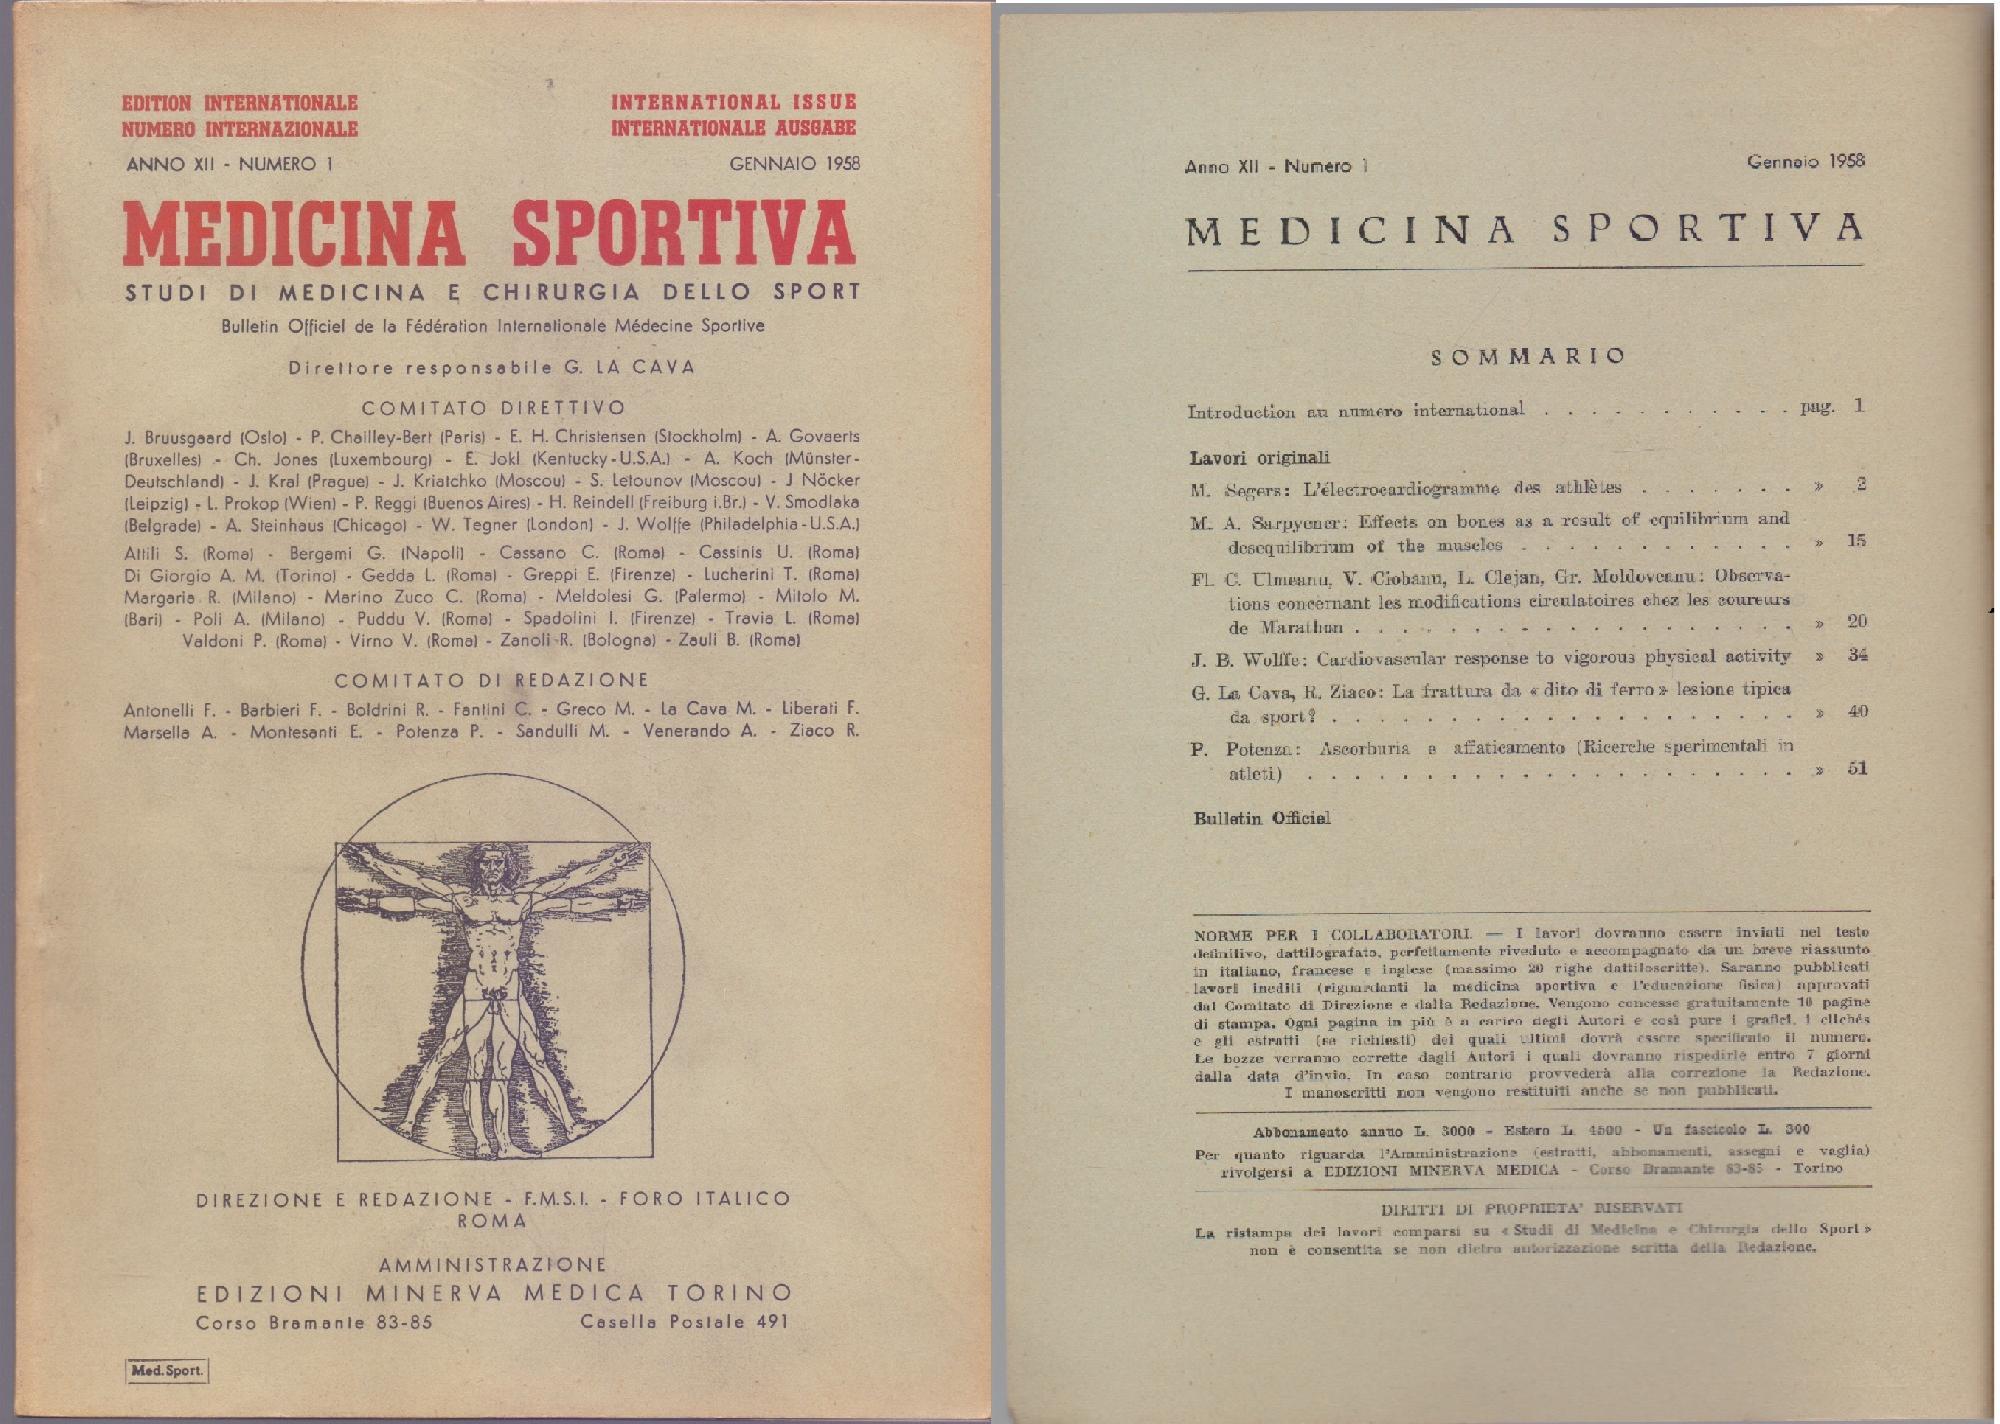 EDITION INTERNATIONALE
NUMERO INTERNAZIONALE
INTERNATIONAL ISSUE
INTERNATIONALE AUSGABE
ANNO XII - NUMERO 1
GENNAIO 1958
MEDICINA SPORTIVA
STUDI DI MEDICINA E CHIRURGIA DELLO SPORT
Bulletin Officiel de la Fédération Internationale Médecine Sportive
Direttore responsabile G. LA CAVA
COMITATO DIRETTIVO
J. Bruusgaard (Oslo) - P. Chailley-Bert (Paris) - E. H. Christensen (Stockholm) - A. Govaerts
(Bruxelles) - Ch. Jones (Luxembourg) - E. Jokl (Kentucky-U.S.A.) - A. Koch (Münster-
Deutschland) - J. Kral (Prague) - J. Kriatchko (Moscou) - S. Letounov (Moscou) - J Nöcker
(Leipzig) - L. Prokop (Wien) - P. Reggi (Buenos Aires) - H. Reindell (Freiburg i.Br.) - V. Smodlaka
(Belgrade) - A. Steinhaus (Chicago) - W. Tegner (London) - J. Wolffe (Philadelphia-U.S.A.)
Attili S. (Roma) - Bergami G. (Napoli) - Cassano C. (Roma) - Cassinis U. (Roma)
Di Giorgio A. M. (Torino) - Gedda L. (Roma) - Greppi E. (Firenze) - Lucherini T. (Roma)
Margaria R. (Milano) - Marino Zuco C. (Roma) - Meldolesi G. (Palermo) - Mitolo M.
(Bari) - Poli A. (Milano) - Puddu V. (Roma) - Spadolini I. (Firenze) - Travia L. (Roma)
Valdoni P. (Roma) - Virno V. (Roma) - Zanoli R. (Bologna) - Zauli B. (Roma)
COMITATO DI REDAZIONE
Antonelli F. - Barbieri F. - Boldrini R. - Fantini C. - Greco M. - La Cava M. - Liberati F.
Marsella A. - Montesanti E. - Potenza P. - Sandulli M. - Venerando A. - Ziaco R.
DIREZIONE E REDAZIONE - F.M.S.I. - FORO ITALICO
ROMA
AMMINISTRAZIONE
EDIZIONI MINERVA MEDICA TORINO
Corso Bramante 83-85 Casella Postale 491
Med. Sport.
Anno XII - Numero 1
Gennaio 1958
MEDICINA SPORTIVA
SOMMARIO
Introduction au numero international . . . . . . . . . . . pag. 1
Lavori originali
M. Segers: L'électrocardiogramme des athlètes . . . . . . . » 2
M. A. Sarpyener: Effects on bones as a result of equilibrium and
desequilibrium of the muscles . . . . . . . . . . . . » 15
Fl. C. Ulmeanu, V. Ciobanu, L. Clejan, Gr. Moldoveanu: Observa-
tions concernant les modifications circulatoires chez les coureurs
de Marathon . . . . . . . . . . . . . . . . . . » 20
J. B. Wolffe: Cardiovascular response to vigorous physical activity » 34
G. La Cava, R. Ziaco: La frattura da « dito di ferro » lesione tipica
da sport? . . . . . . . . . . . . . . . . . . » 40
P. Potenza: Ascorburia e affaticamento (Ricerche sperimentali in
atleti) . . . . . . . . . . . . . . . . . . . . » 51
Bulletin Officiel
NORME PER I COLLABORATORI. — I lavori dovranno essere inviati nel testo
definitivo, dattilografato, perfettamente riveduto e accompagnato da un breve riassunto
in italiano, francese e inglese (massimo 20 righe dattiloscritte). Saranno pubblicati
lavori inediti (riguardanti la medicina sportiva e l'educazione fisica) approvati
dal Comitato di Direzione e dalla Redazione. Vengono concesse gratuitamente 16 pagine
di stampa. Ogni pagina in più è a carico degli Autori e così pure i grafici, i clichés
e gli estratti (se richiesti) dei quali ultimi dovrà essere specificato il numero.
Le bozze verranno corrette dagli Autori i quali dovranno rispedirle entro 7 giorni
dalla data d'invio. In caso contrario provvederà alla correzione la Redazione.
I manoscritti non vengono restituiti anche se non pubblicati.
Abbonamento annuo L. 3000 - Estero L. 4500 - Un fascicolo L. 300
Per quanto riguarda l'Amministrazione (estratti, abbonamenti, assegni e vaglia)
rivolgersi a EDIZIONI MINERVA MEDICA - Corso Bramante 83-85 - Torino
DIRITTI DI PROPRIETA' RISERVATI
La ristampa dei lavori comparsi su « Studi di Medicina e Chirurgia dello Sport »
non è consentita se non dietro autorizzazione scritta della Redazione.